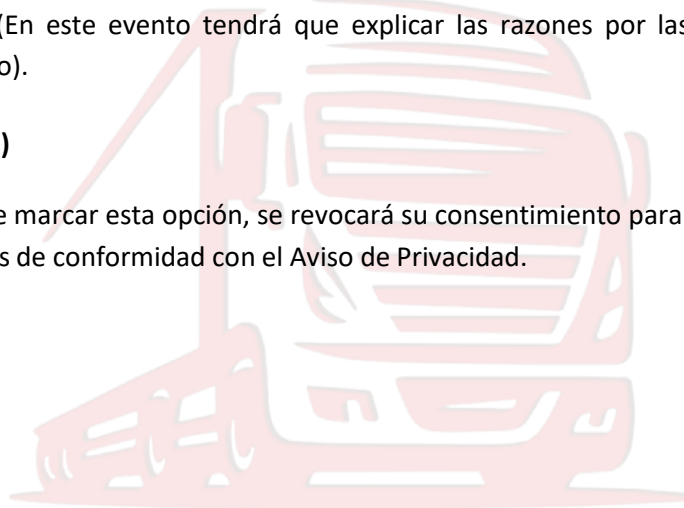 (En este evento tendrá que explicar las razones por las
o).
)
e marcar esta opción, se revocará su consentimiento para
s de conformidad con el Aviso de Privacidad.